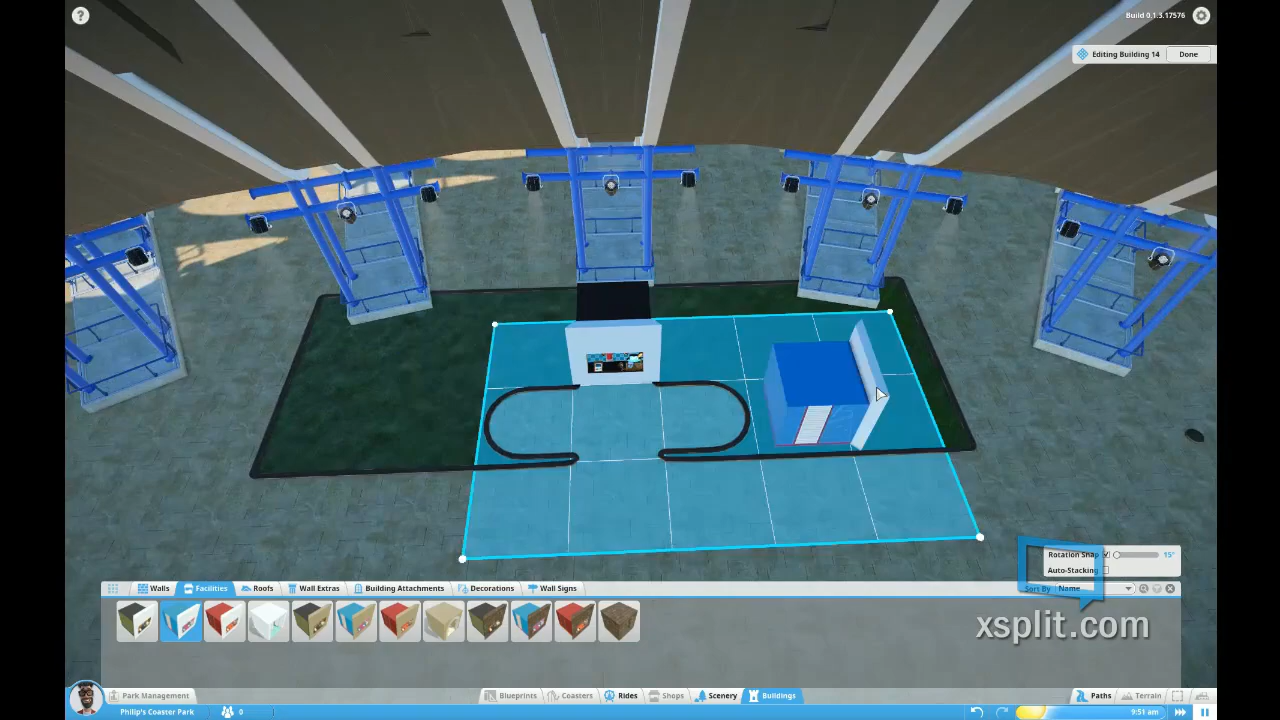 ?
Build 0.1.3.17576
Editing Building 14
Done
Rotation Snap
15°
Auto-Stacking
Walls
Facilities
Roofs
Wall Extras
Building Attachments
Decorations
Wall Signs
Sort By
Name
xsplit.com
Park Management
Blueprints
Coasters
Rides
Shops
Scenery
Buildings
Paths
Terrain
Philip's Coaster Park
0
9:51 am